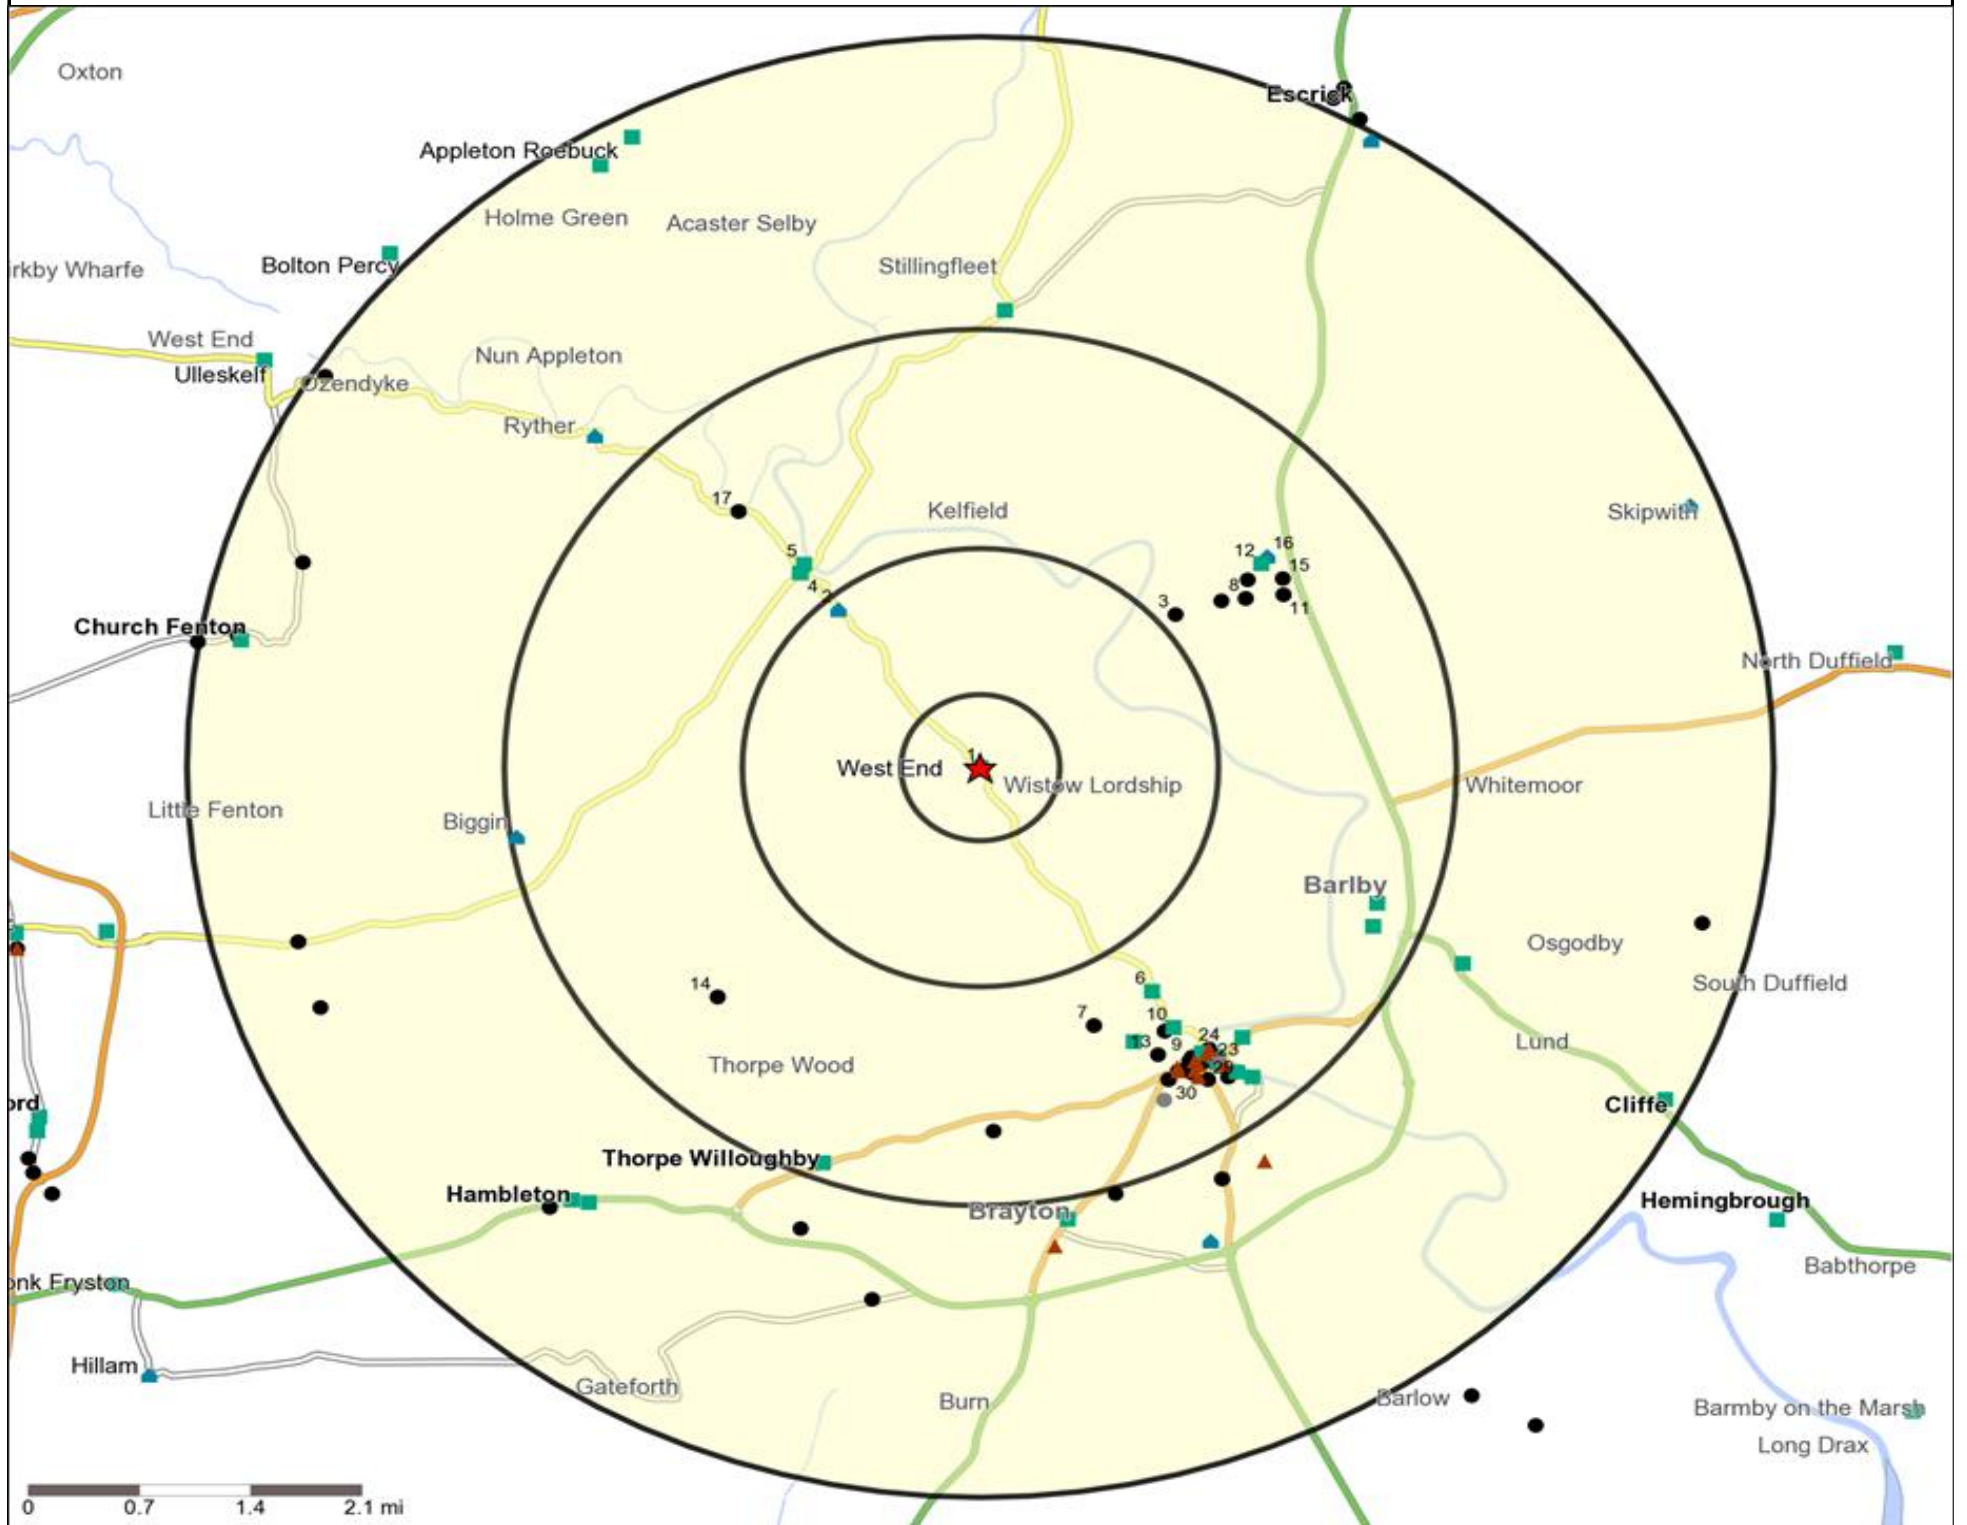 Oxton
Escrick
Appleton Roebuck
Holme Green
Acaster Selby
Bolton Percy
irkby Wharfe
Stillingfleet
West End
Nun Appleton
Ulleskelf
Ozendyke
Ryther
17
Kelfield
Skipwith
5
12
16
15
4
2
8
3
11
Church Fenton
North Duffield
1
West End
Wistow Lordship
Whitemoor
Little Fenton
Biggin
Barlby
Osgodby
14
6
South Duffield
7
10
13
9
24
23
Lund
Thorpe Wood
29
30
ord
Cliffe
Thorpe Willoughby
Hambleton
Hemingbrough
Brayton
Babthorpe
onk Fryston
Hillam
Gateforth
Burn
Barlow
Barmby on the Marsh
Long Drax
0 0.7 1.4 2.1 mi